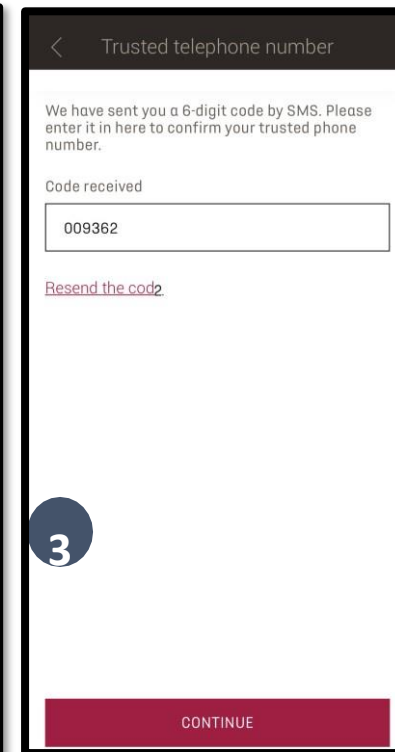 Trusted telephone number
We have sent you a 6-digit code by SMS. Please
enter it in here to confirm your trusted phone
number.
Code received
009362
Resend the cod2
3
CONTINUE